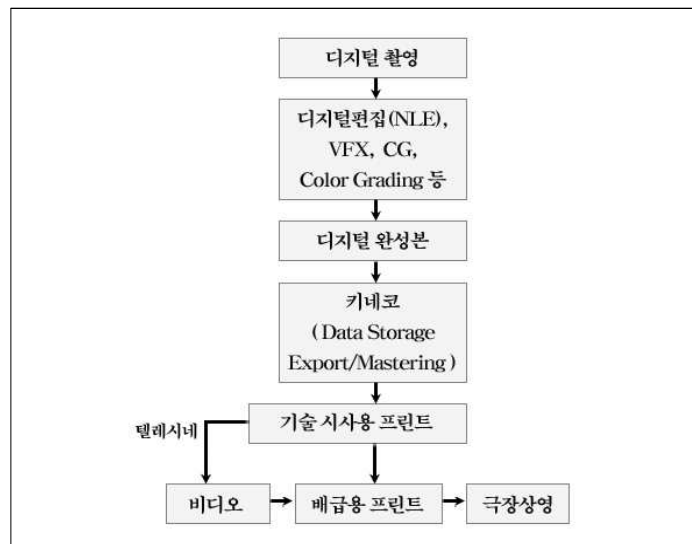 디지털 촬영
디지털편집(NLE),
VFX, CG,
Color Grading 등
디지털 완성본
키네코
( Data Storage
Export/Mastering )
기술 시사용 프린트
텔레시네
비디오
배급용 프린트
극장상영